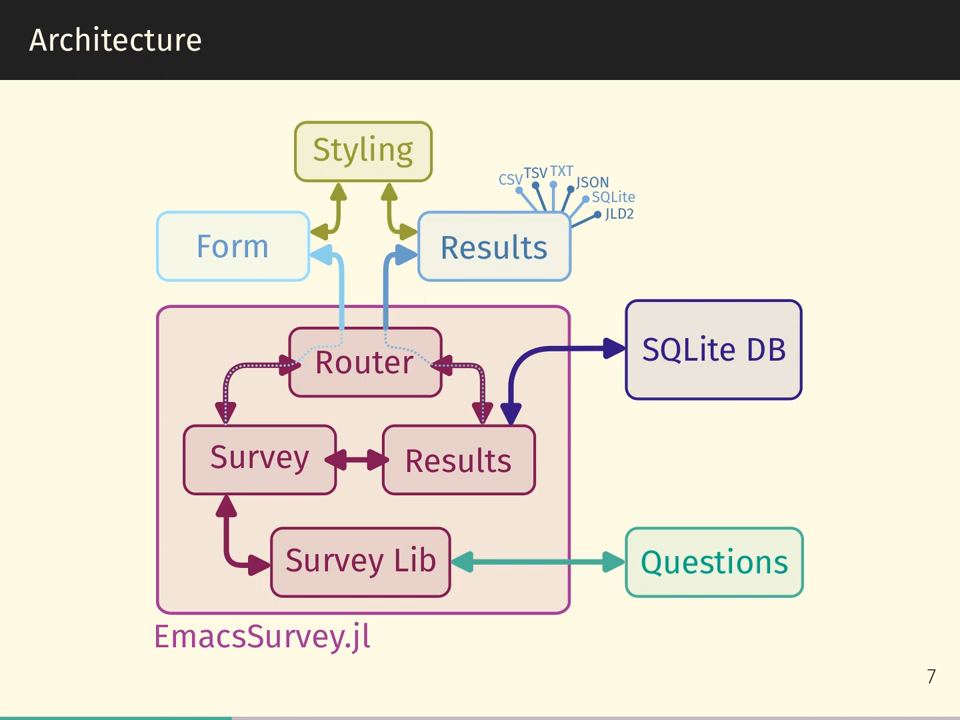 Architecture
Styling
CSV
TSV
TXT
JSON
SQLite
JLD2
Form
Results
Router
SQLite DB
Survey
Results
Survey Lib
Questions
EmacsSurvey.jl
7